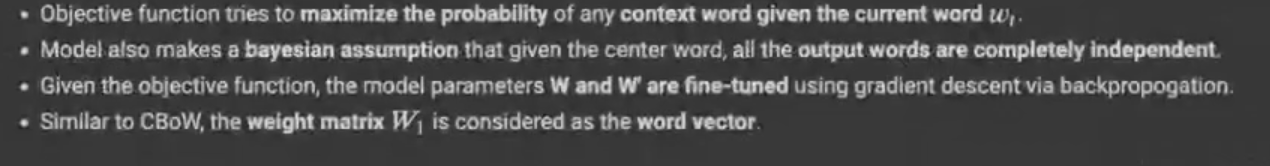 • Objective function tries to maximize the probability of any context word given the current word wₜ.
• Model also makes a bayesian assumption that given the center word, all the output words are completely independent.
• Given the objective function, the model parameters W and W' are fine-tuned using gradient descent via backpropogation.
• Similar to CBoW, the weight matrix W₁ is considered as the word vector.